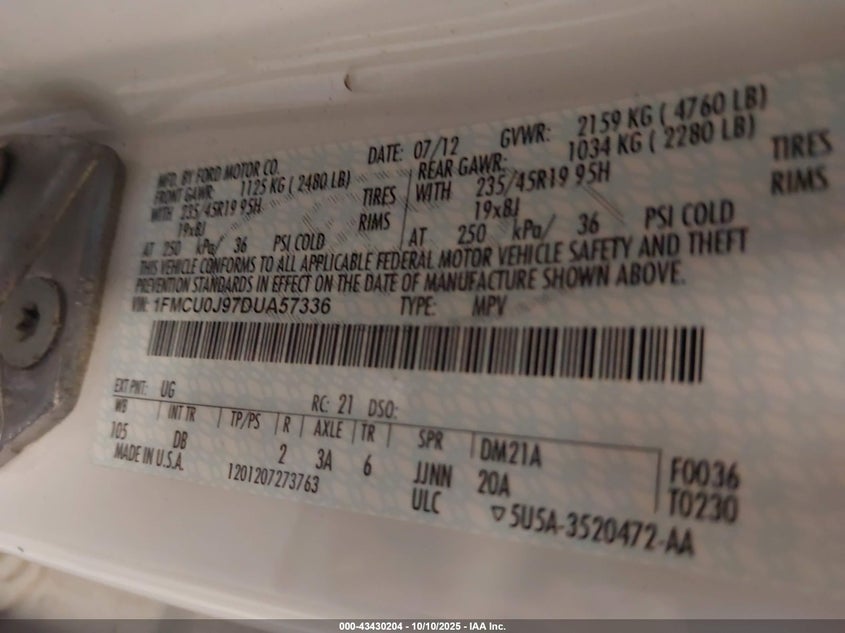 MFD. BY FORD MOTOR CO.
DATE: 07/12 GVWR: 2159 KG ( 4760 LB)
FRONT GAWR: 1125 KG ( 2480 LB) REAR GAWR: 1034 KG ( 2280 LB)
WITH 235/45R19 95H TIRES WITH 235/45R19 95H TIRES
19x8J RIMS 19x8J RIMS
AT 250 kPa/ 36 PSI COLD AT 250 kPa/ 36 PSI COLD
THIS VEHICLE CONFORMS TO ALL APPLICABLE FEDERAL MOTOR VEHICLE SAFETY AND THEFT
PREVENTION STANDARDS IN EFFECT ON THE DATE OF MANUFACTURE SHOWN ABOVE.
VIN: 1FMCU0J97DUA57336 TYPE: MPV
EXT PNT: UG RC: 21 DSO:
WB INT TR TP/PS R AXLE TR SPR DM21A F0036
105 DB 2 3A 6 JJNN 20A T0230
MADE IN U.S.A. 1201207273763 ULC ▽5U5A-3520472-AA
000-43430204 - 10/10/2025 - IAA Inc.